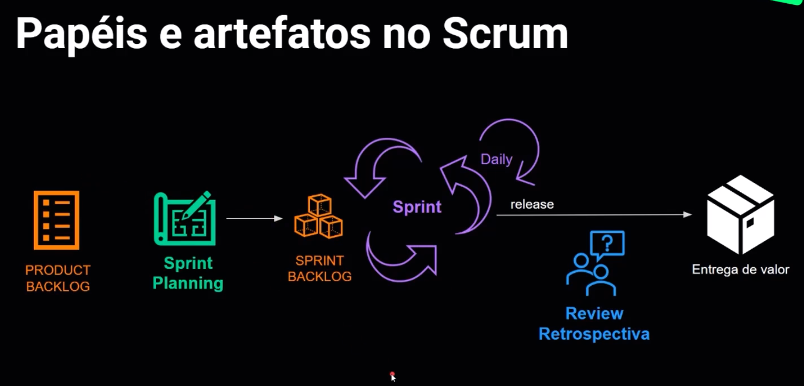 Papéis e artefatos no Scrum
PRODUCT
BACKLOG
Sprint
Planning
SPRINT
BACKLOG
Sprint
Daily
release
?
Review
Retrospectiva
Entrega de valor